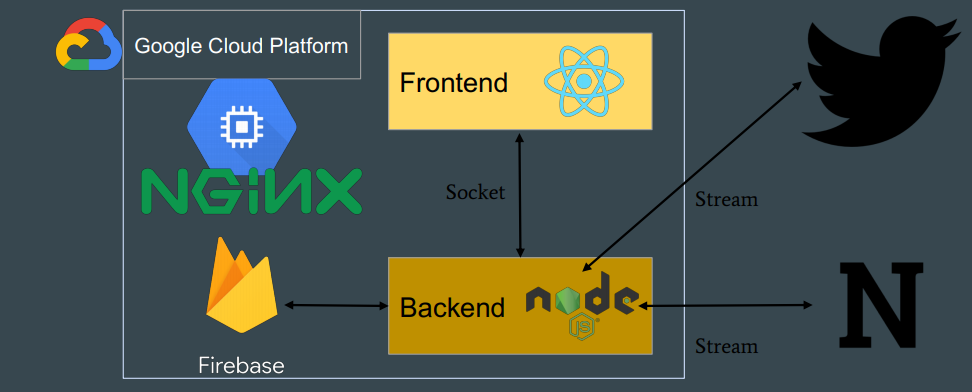 Google Cloud Platform
Frontend
NGiNX
Socket
Stream
Backend
node
JS
N
Stream
Firebase